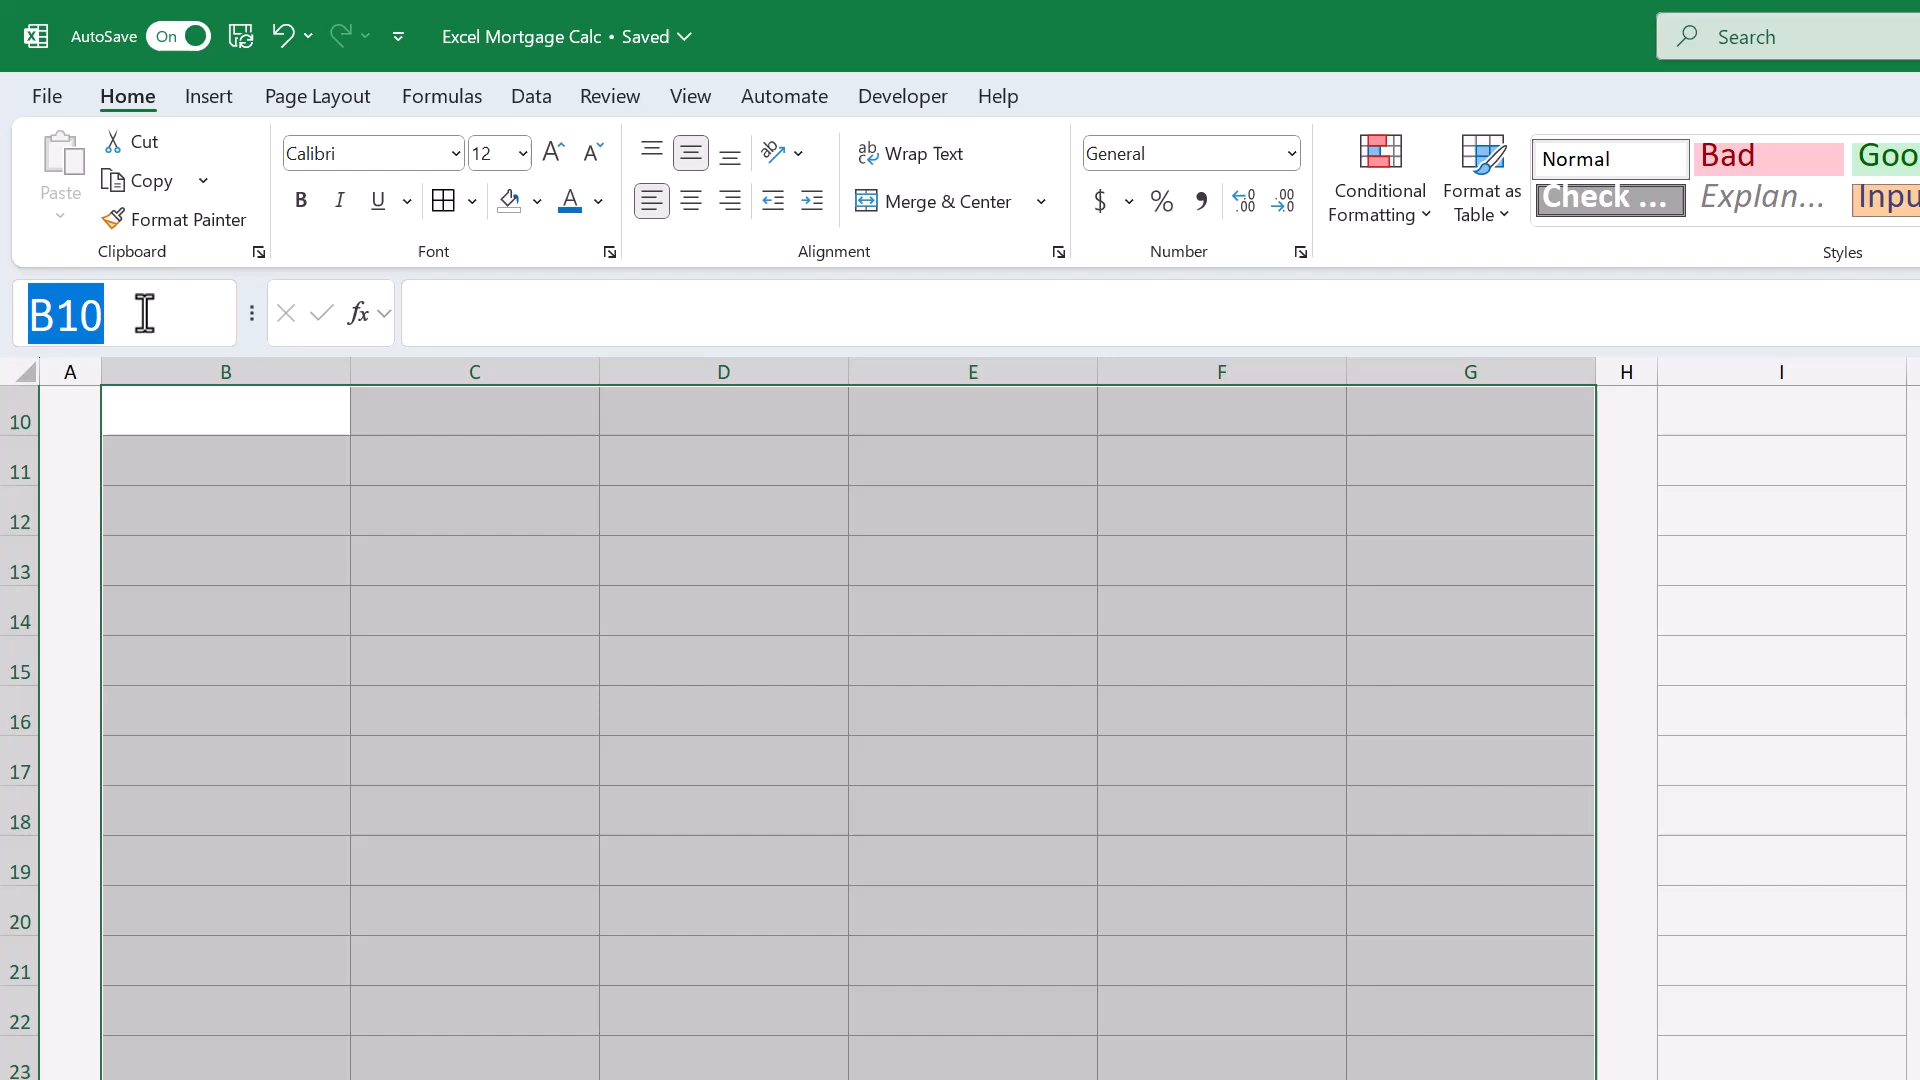 AutoSave On Excel Mortgage Calc • Saved Search
File Home Insert Page Layout Formulas Data Review View Automate Developer Help
Paste
Cut
Copy
Format Painter
Clipboard
Calibri 12
B I U A
Font
Wrap Text
Merge & Center
Alignment
General
$ % 9
Number
Conditional
Formatting
Format as
Table
Normal Bad Goo
Check ... Explan... Inpu
Styles
B10 fx
A B C D E F G H I
10
11
12
13
14
15
16
17
18
19
20
21
22
23